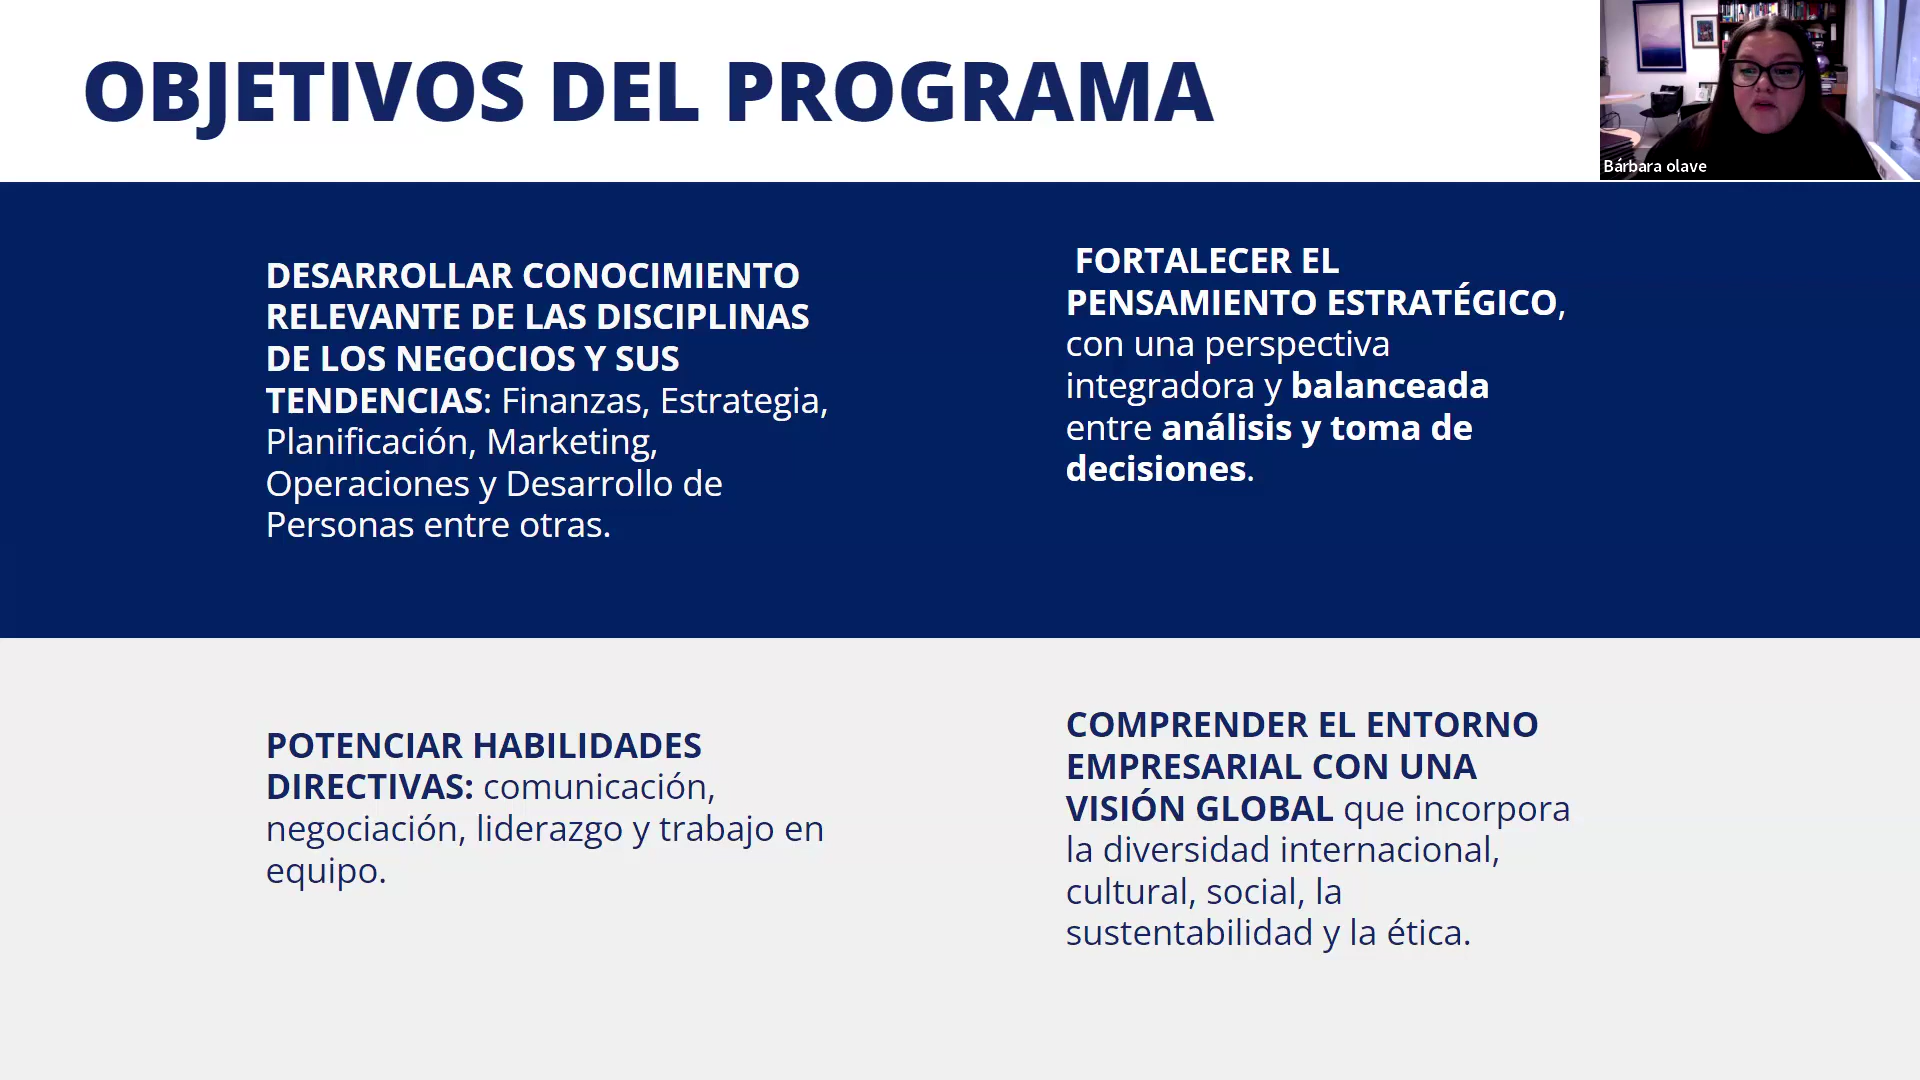 OBJETIVOS DEL PROGRAMA
Bárbara olave
DESARROLLAR CONOCIMIENTO
RELEVANTE DE LAS DISCIPLINAS
DE LOS NEGOCIOS Y SUS
TENDENCIAS: Finanzas, Estrategia,
Planificación, Marketing,
Operaciones y Desarrollo de
Personas entre otras.
FORTALECER EL
PENSAMIENTO ESTRATÉGICO,
con una perspectiva
integradora y balanceada
entre análisis y toma de
decisiones.
POTENCIAR HABILIDADES
DIRECTIVAS: comunicación,
negociación, liderazgo y trabajo en
equipo.
COMPRENDER EL ENTORNO
EMPRESARIAL CON UNA
VISIÓN GLOBAL que incorpora
la diversidad internacional,
cultural, social, la
sustentabilidad y la ética.